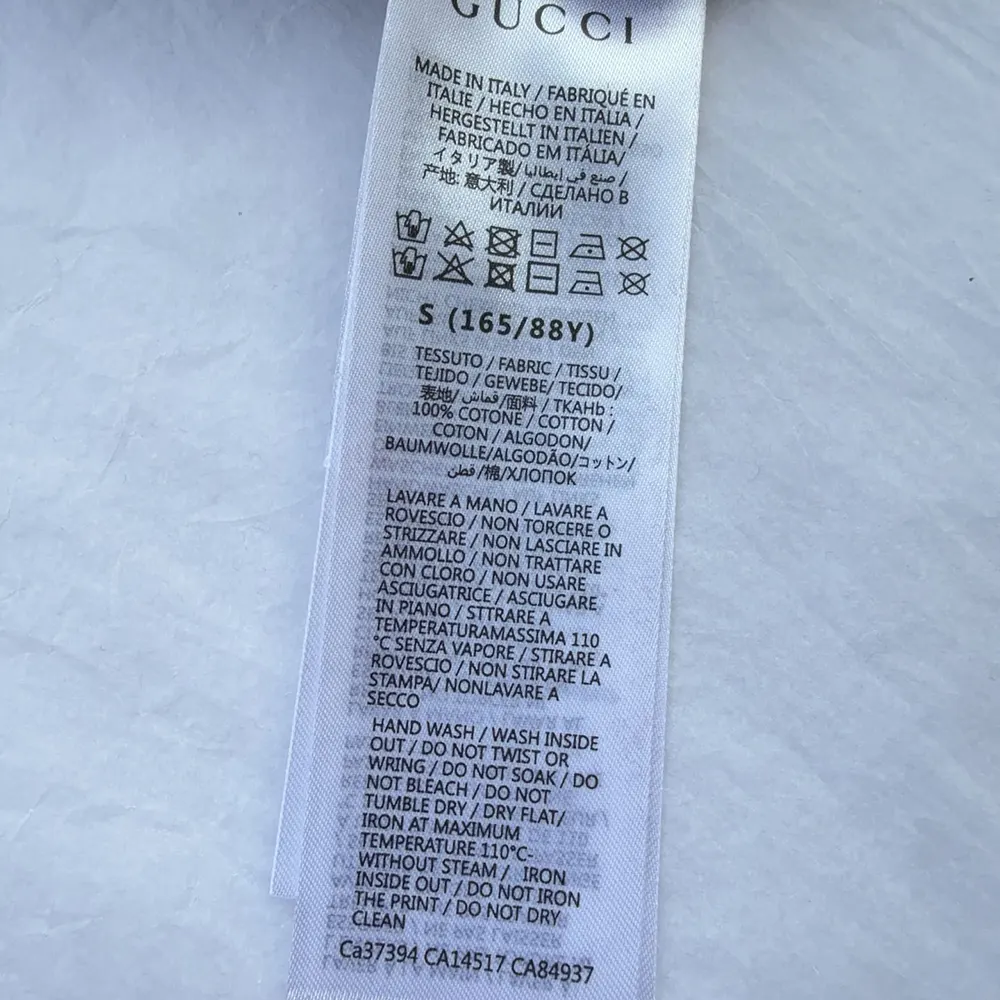 GUCCI
MADE IN ITALY / FABRIQUÉ EN
ITALIE / HECHO EN ITALIA /
HERGESTELLT IN ITALIEN /
FABRICADO EM ITÁLIA/
イタリア製/ صنع في إيطاليا /
产地: 意大利 / СДЕЛАНО В
ИТАЛИИ
S (165/88Y)
TESSUTO / FABRIC / TISSU /
TEJIDO / GEWEBE/ TECIDO/
表地/ قماش /面料 / TKAHb :
100% COTONE / COTTON /
COTON / ALGODON/
BAUMWOLLE/ALGODÃO/コットン/
قطن /棉/ХЛОПОК
LAVARE A MANO / LAVARE A
ROVESCIO / NON TORCERE O
STRIZZARE / NON LASCIARE IN
AMMOLLO / NON TRATTARE
CON CLORO / NON USARE
ASCIUGATRICE / ASCIUGARE
IN PIANO / STTRARE A
TEMPERATURAMASSIMA 110
°C SENZA VAPORE / STIRARE A
ROVESCIO / NON STIRARE LA
STAMPA/ NONLAVARE A
SECCO
HAND WASH / WASH INSIDE
OUT / DO NOT TWIST OR
WRING / DO NOT SOAK / DO
NOT BLEACH / DO NOT
TUMBLE DRY / DRY FLAT/
IRON AT MAXIMUM
TEMPERATURE 110°C-
WITHOUT STEAM / IRON
INSIDE OUT / DO NOT IRON
THE PRINT / DO NOT DRY
CLEAN
Ca37394 CA14517 CA84937